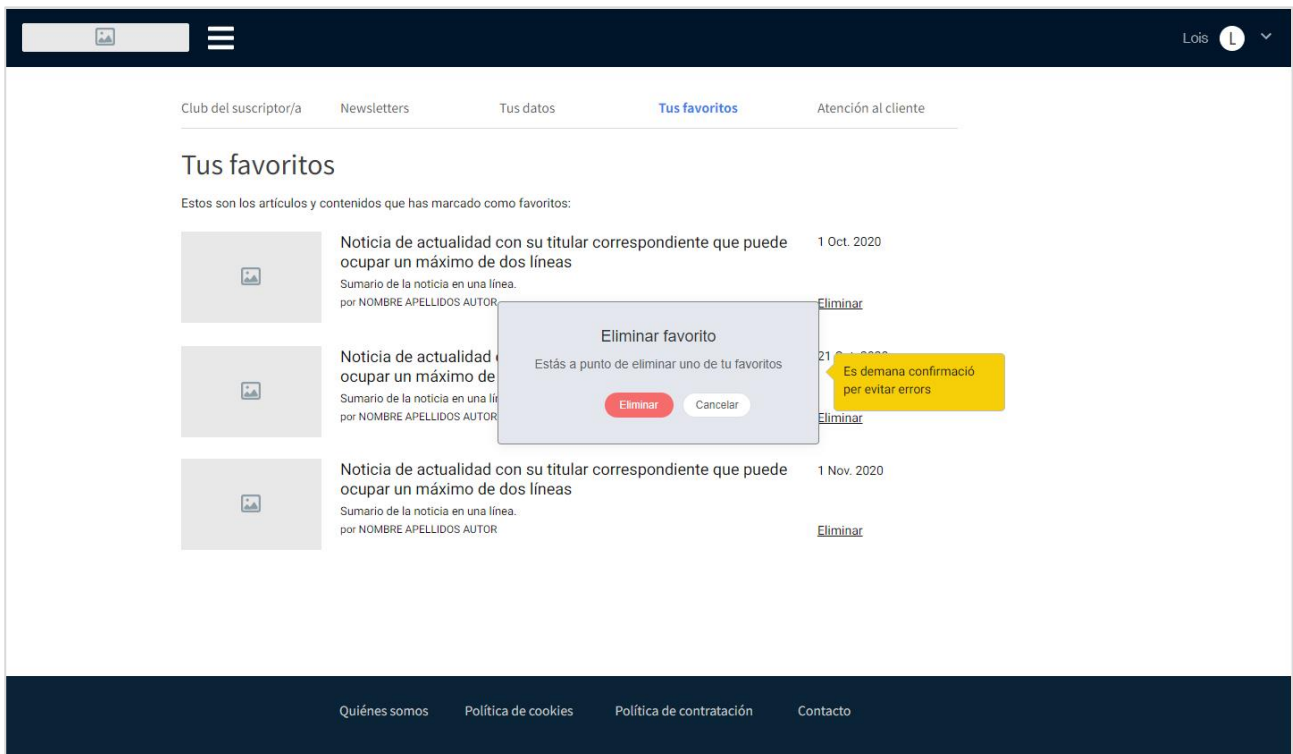 Lois L
Club del suscriptor/a Newsletters Tus datos Tus favoritos Atención al cliente
Tus favoritos
Estos son los artículos y contenidos que has marcado como favoritos:
Noticia de actualidad con su titular correspondiente que puede
ocupar un máximo de dos líneas
Sumario de la noticia en una línea.
por NOMBRE APELLIDOS AUTOR
1 Oct. 2020
Eliminar
Eliminar favorito
Estás a punto de eliminar uno de tu favoritos
Eliminar Cancelar
Es demana confirmació
per evitar errors
Noticia de actualidad
ocupar un máximo de
Sumario de la noticia en una
por NOMBRE APELLIDOS AUTOR
21 2020
Eliminar
Noticia de actualidad con su titular correspondiente que puede
ocupar un máximo de dos líneas
Sumario de la noticia en una línea.
por NOMBRE APELLIDOS AUTOR
1 Nov. 2020
Eliminar
Quiénes somos Política de cookies Política de contratación Contacto